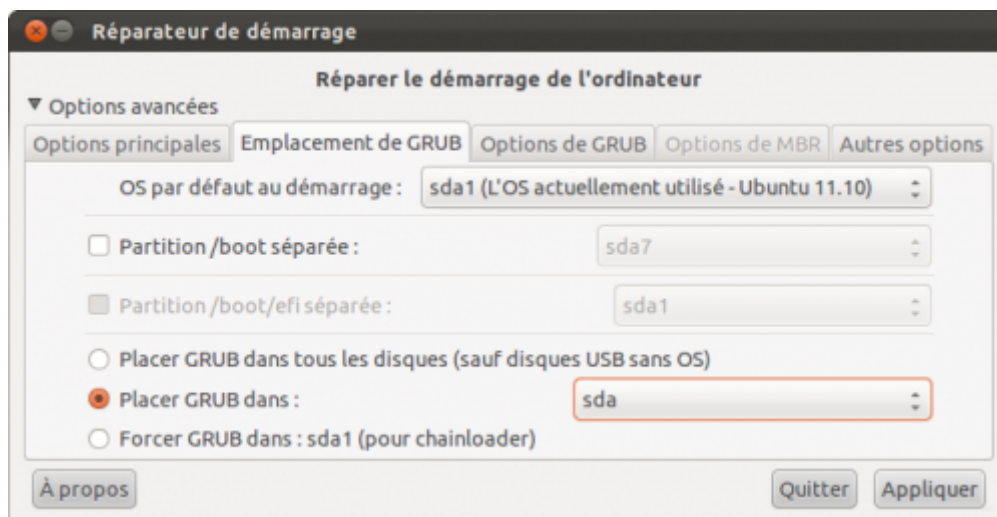 Réparateur de démarrage
Réparer le démarrage de l'ordinateur
Options avancées
Options principales Emplacement de GRUB Options de GRUB Options de MBR Autres options
OS par défaut au démarrage : sda1 (L'OS actuellement utilisé - Ubuntu 11.10)
Partition /boot séparée : sda7
Partition /boot/efi séparée : sda1
Placer GRUB dans tous les disques (sauf disques USB sans OS)
Placer GRUB dans : sda
Forcer GRUB dans : sda1 (pour chainloader)
À propos Quitter Appliquer